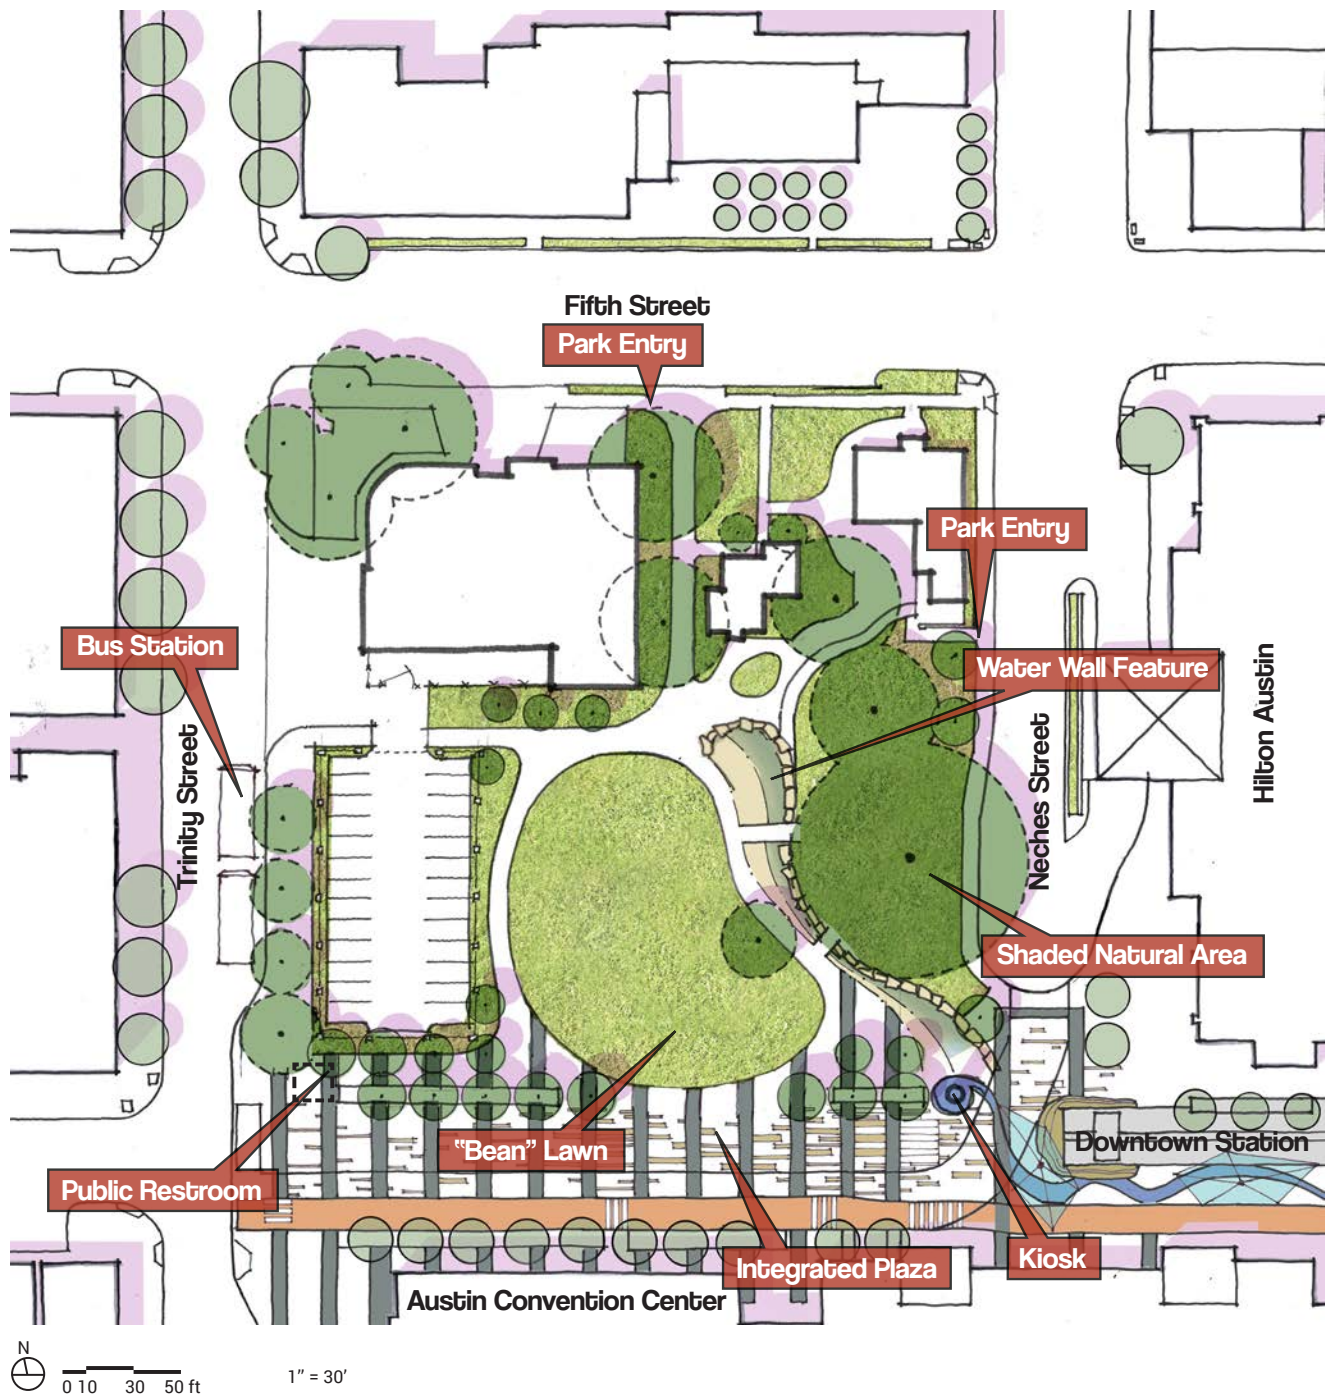 Fifth Street
Park Entry
Park Entry
Bus Station
Water Wall Feature
Trinity Street
Neches Street
Hilton Austin
Shaded Natural Area
"Bean" Lawn
Downtown Station
Public Restroom
Integrated Plaza
Kiosk
Austin Convention Center
N
0 10 30 50 ft
1" = 30'